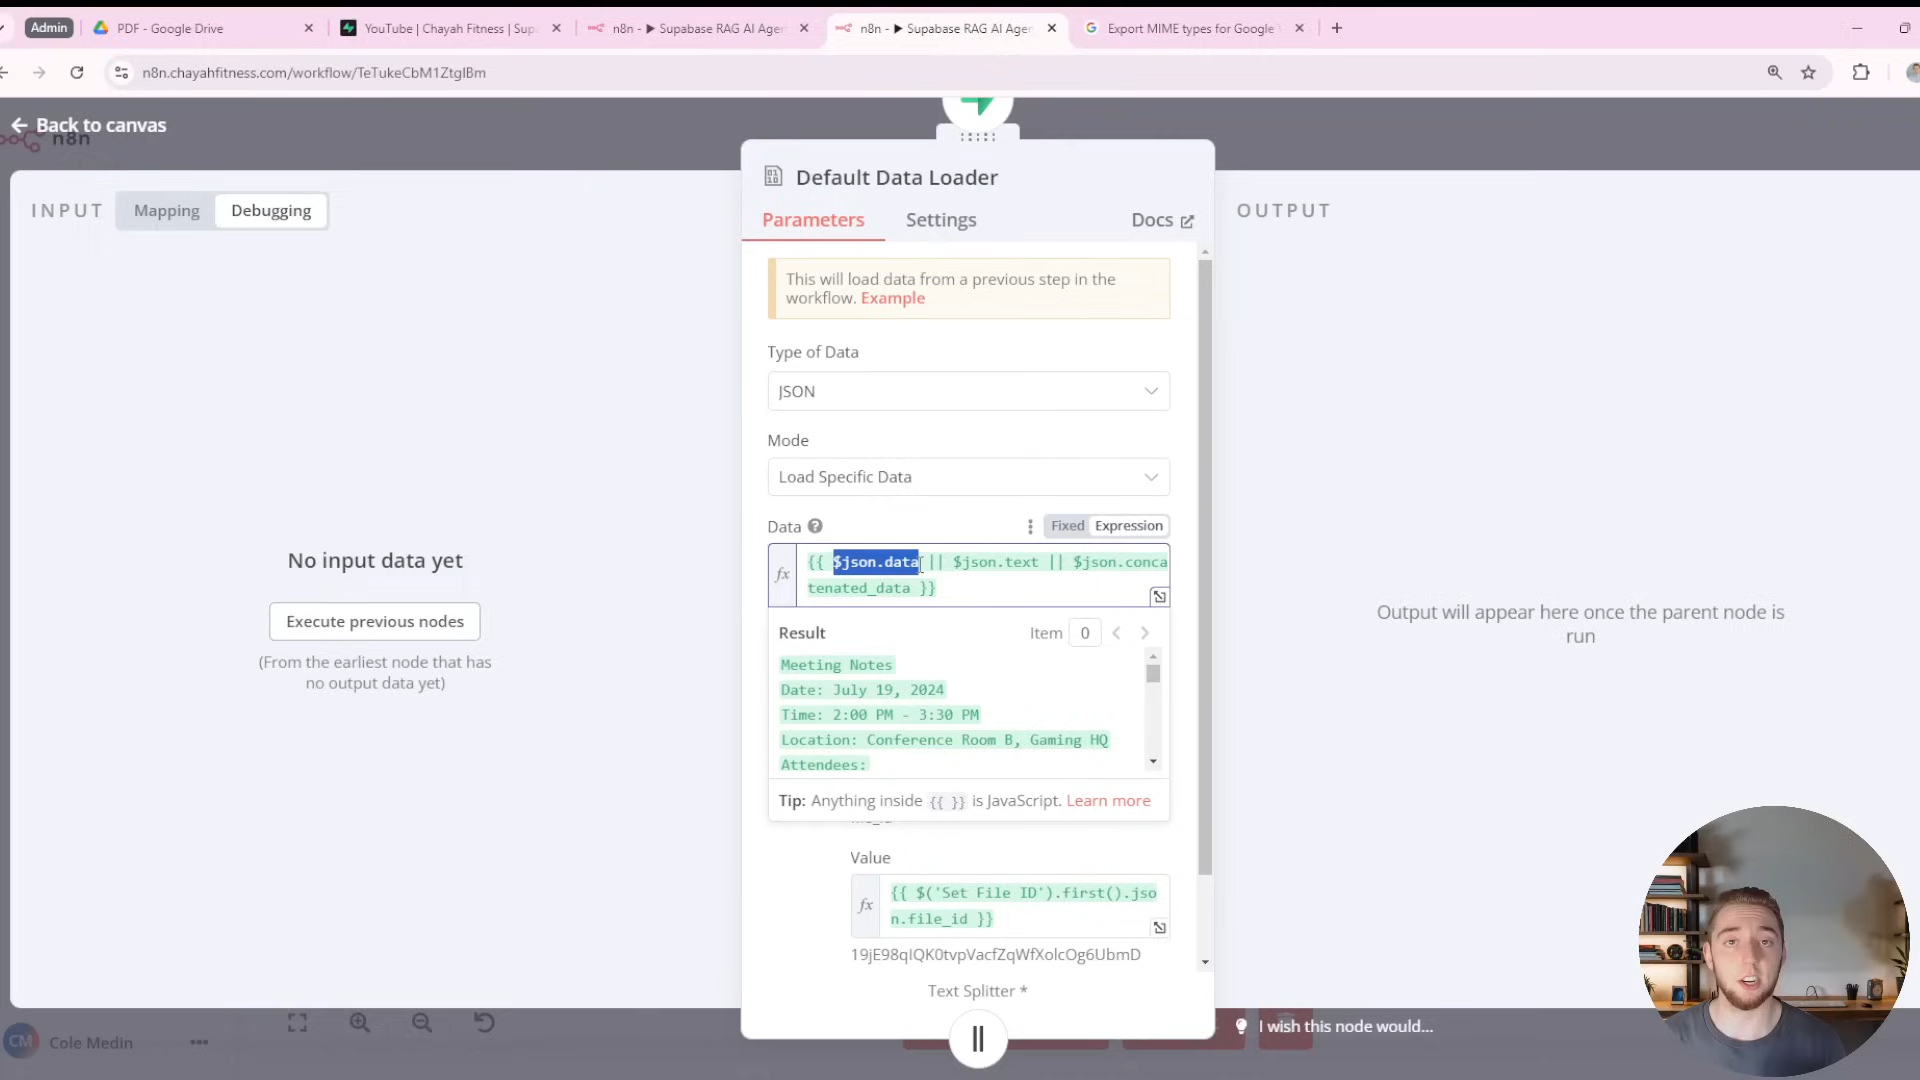 Admin
PDF - Google Drive
YouTube | Chayah Fitness | Sup
n8n - ▶ Supabase RAG AI Agen
n8n - ▶ Supabase RAG AI Agen
Export MIME types for Google
n8n.chayahfitness.com/workflow/TeTukeCbM1ZtgIBm
Back to canvas
n8n
INPUT
Mapping
Debugging
No input data yet
Execute previous nodes
(From the earliest node that has
no output data yet)
Default Data Loader
Parameters
Settings
Docs
This will load data from a previous step in the
workflow. Example
Type of Data
JSON
Mode
Load Specific Data
Data
Fixed
Expression
fx
{{ $json.data || $json.text || $json.conca
tenated_data }}
Result
Item
0
Meeting Notes
Date: July 19, 2024
Time: 2:00 PM - 3:30 PM
Location: Conference Room B, Gaming HQ
Attendees:
Tip: Anything inside {{ }} is JavaScript. Learn more
Value
fx
{{ $('Set File ID').first().jso
n.file_id }}
19jE98qIQK0tvpVacfZqWfXolcOg6UbmD
Text Splitter *
OUTPUT
Output will appear here once the parent node is
run
CM
Cole Medin
I wish this node would...